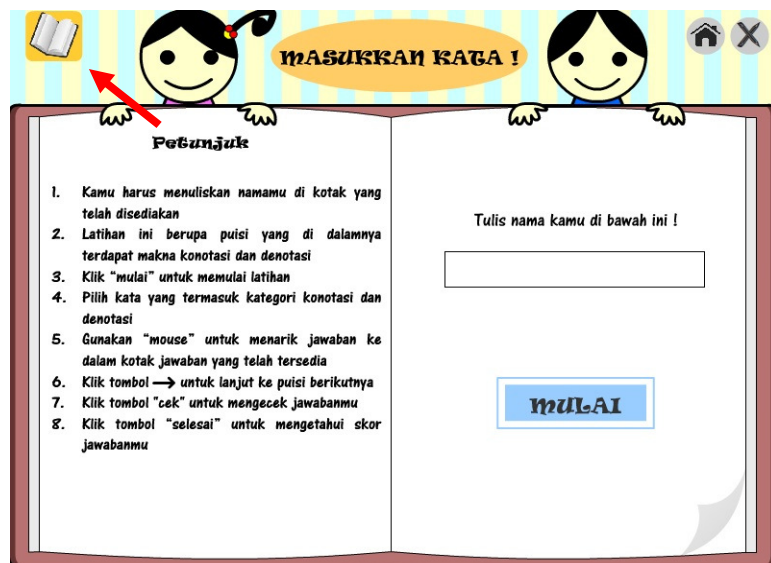 MASUKKAN KATA !
Petunjuk
1. Kamu harus menuliskan namamu di kotak yang
telah disediakan
2. Latihan ini berupa puisi yang di dalamnya
terdapat makna konotasi dan denotasi
3. Klik “mulai” untuk memulai latihan
4. Pilih kata yang termasuk kategori konotasi dan
denotasi
5. Gunakan “mouse” untuk menarik jawaban ke
dalam kotak jawaban yang telah tersedia
6. Klik tombol → untuk lanjut ke puisi berikutnya
7. Klik tombol "cek" untuk mengecek jawabanmu
8. Klik tombol “selesai” untuk mengetahui skor
jawabanmu
Tulis nama kamu di bawah ini !
MULAI